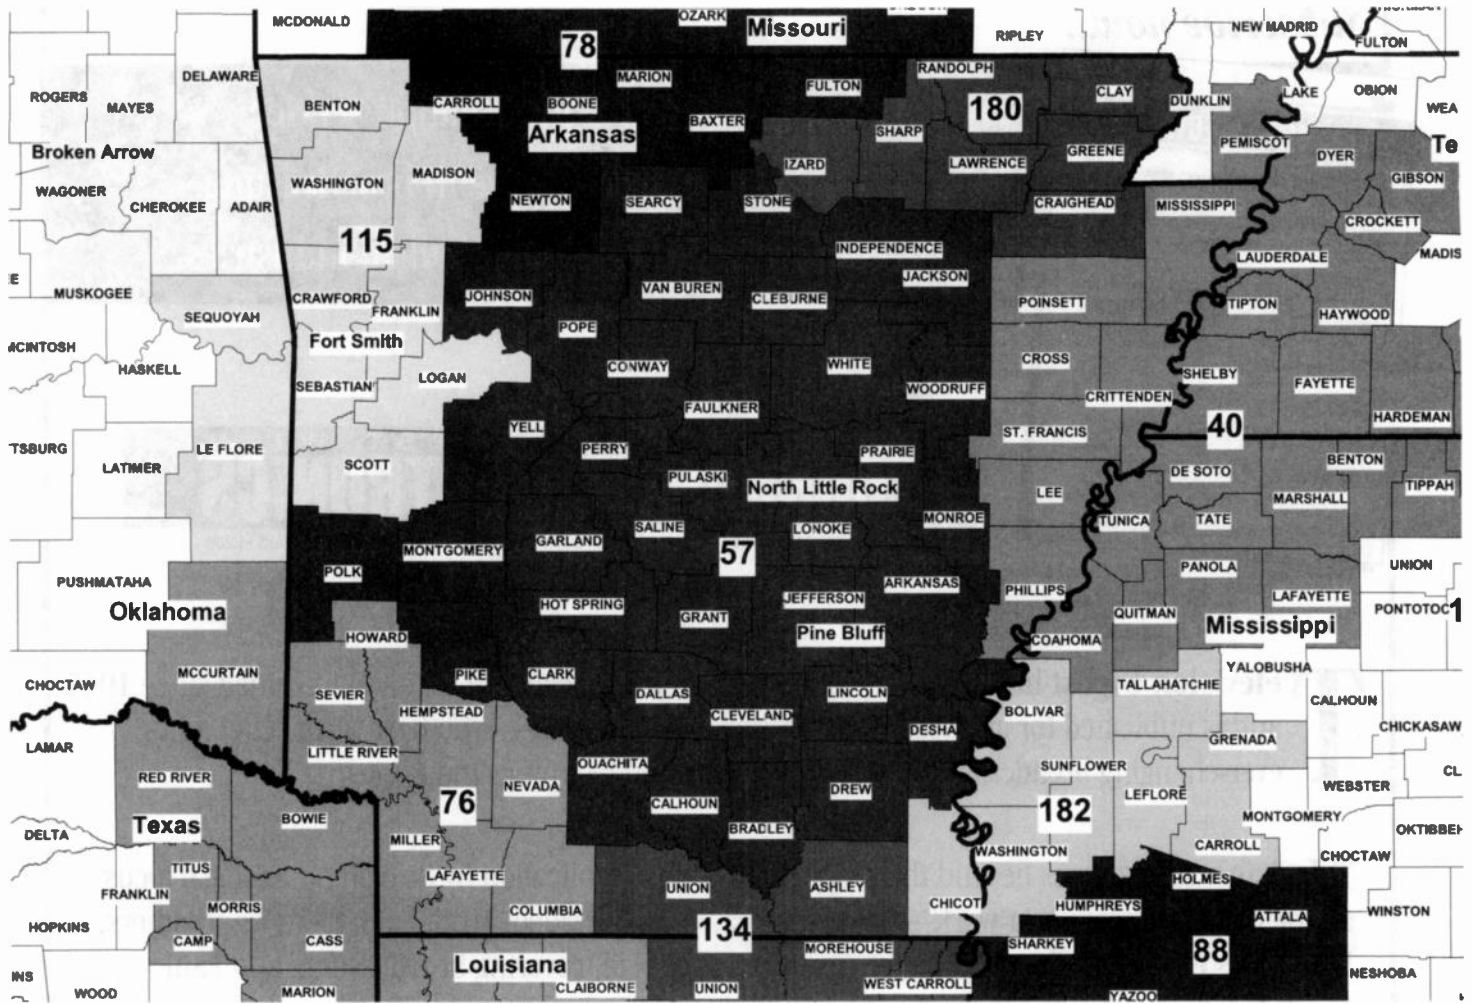 MCDONALD
OZARK
Missouri
RIPLEY
NEW MADRID
FULTON
78
DELAWARE
MARION
FULTON
RANDOLPH
LAKE
OBION
ROGERS
MAYES
BENTON
CARROLL
BOONE
180
CLAY
DUNKLIN
WEA
Arkansas
BAXTER
SHARP
PEMISCOT
Te
Broken Arrow
IZARD
LAWRENCE
GREENE
DYER
WAGONER
WASHINGTON
MADISON
GIBSON
CHEROKEE
ADAIR
NEWTON
SEARCY
STONE
CRAIGHEAD
MISSISSIPPI
CROCKETT
115
INDEPENDENCE
LAUDERDALE
MADIS
E
MUSKOGEE
JACKSON
VAN BUREN
CLEBURNE
CRAWFORD
FRANKLIN
JOHNSON
POINSETT
TIPTON
HAYWOOD
SEQUOYAH
POPE
MCINTOSH
Fort Smith
HASKELL
CONWAY
WHITE
CROSS
SHELBY
FAYETTE
SEBASTIAN
LOGAN
WOODRUFF
CRITTENDEN
FAULKNER
HARDEMAN
YELL
ST. FRANCIS
40
TSBURG
LE FLORE
PERRY
PRAIRIE
LATIMER
SCOTT
BENTON
PULASKI
DE SOTO
TIPPAH
North Little Rock
LEE
MARSHALL
MONROE
TUNICA
TATE
SALINE
LONOKE
MONTGOMERY
GARLAND
57
POLK
PANOLA
UNION
PUSHMATAHA
ARKANSAS
PHILLIPS
Oklahoma
HOT SPRING
JEFFERSON
LAFAYETTE
GRANT
QUITMAN
PONTOTOC
1
HOWARD
Pine Bluff
COAHOMA
Mississippi
MCCURTAIN
PIKE
CLARK
YALOBUSHA
CHOCTAW
SEVIER
DALLAS
LINCOLN
TALLAHATCHIE
CALHOUN
HEMPSTEAD
CLEVELAND
BOLIVAR
DESHA
CHICKASAW
LAMAR
LITTLE RIVER
GRENADA
OUACHITA
SUNFLOWER
RED RIVER
NEVADA
DREW
LEFLORE
WEBSTER
CL
76
CALHOUN
182
Texas
BOWIE
BRADLEY
MONTGOMERY
DELTA
MILLER
OKTIBBEH
WASHINGTON
CARROLL
CHOCTAW
TITUS
LAFAYETTE
UNION
ASHLEY
HOLMES
FRANKLIN
MORRIS
COLUMBIA
CHICOT
HUMPHREYS
ATTALA
WINSTON
HOPKINS
CAMP
CASS
134
MOREHOUSE
SHARKEY
88
Louisiana
INS
WOOD
MARION
CLAIBORNE
UNION
WEST CARROLL
NESHOBA
YAZOO